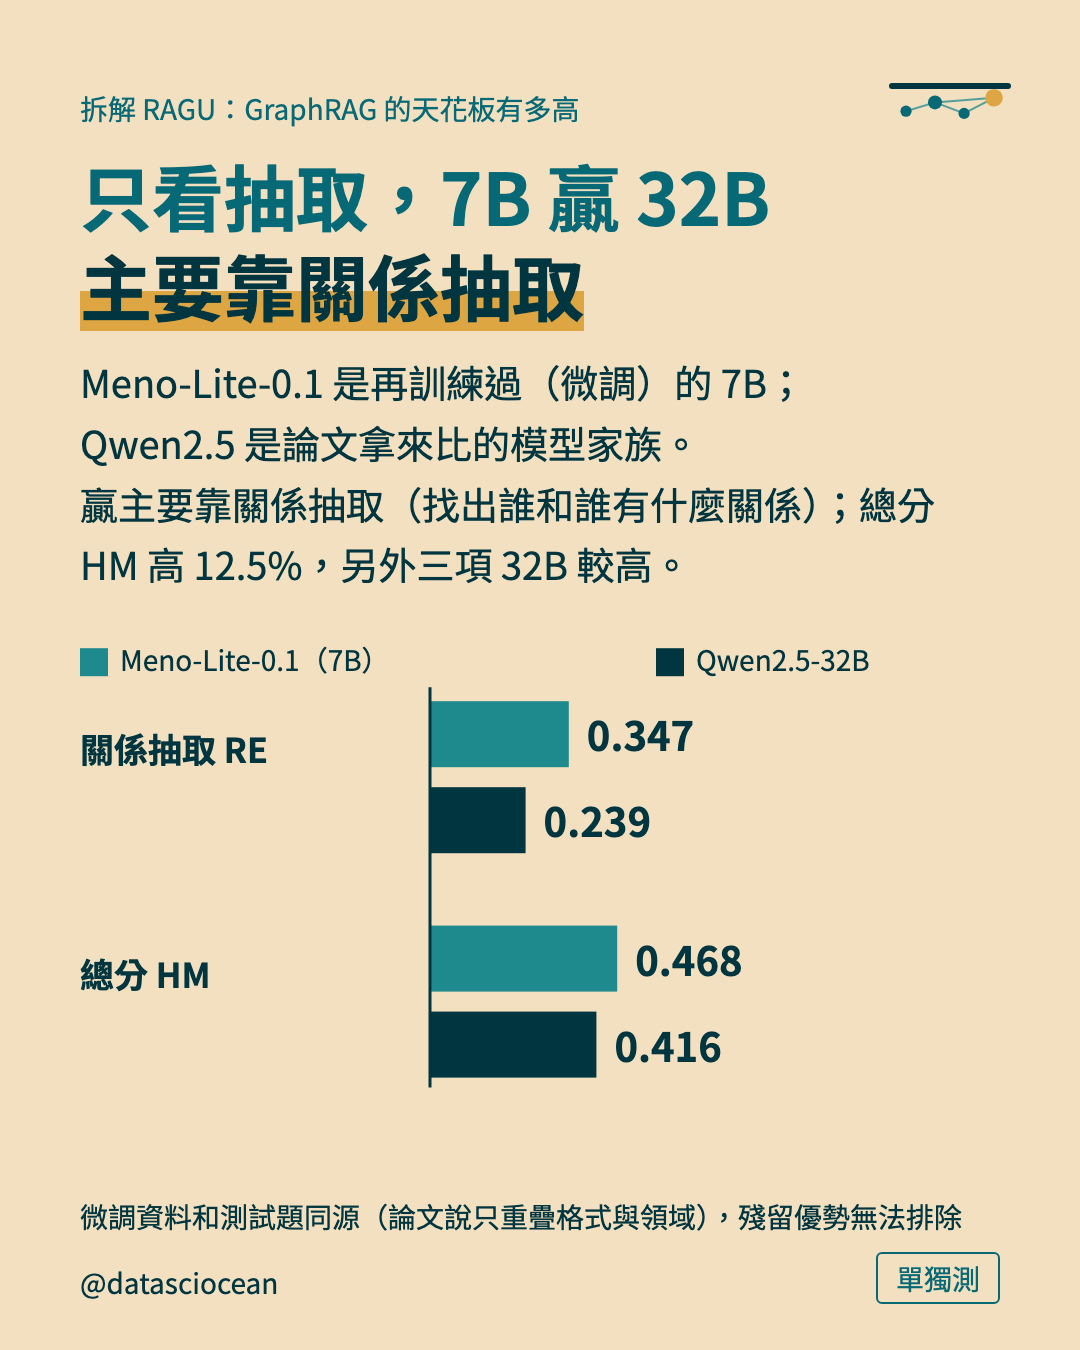 拆解 RAGU：GraphRAG 的天花板有多高
只看抽取，7B 贏 32B
主要靠關係抽取
Meno-Lite-0.1 是再訓練過（微調）的 7B；
Qwen2.5 是論文拿來比的模型家族。
贏主要靠關係抽取（找出誰和誰有什麼關係）；總分
HM 高 12.5%，另外三項 32B 較高。
Meno-Lite-0.1（7B）
Qwen2.5-32B
關係抽取 RE
0.347
0.239
總分 HM
0.468
0.416
微調資料和測試題同源（論文說只重疊格式與領域），殘留優勢無法排除
@datasciocean
單獨測